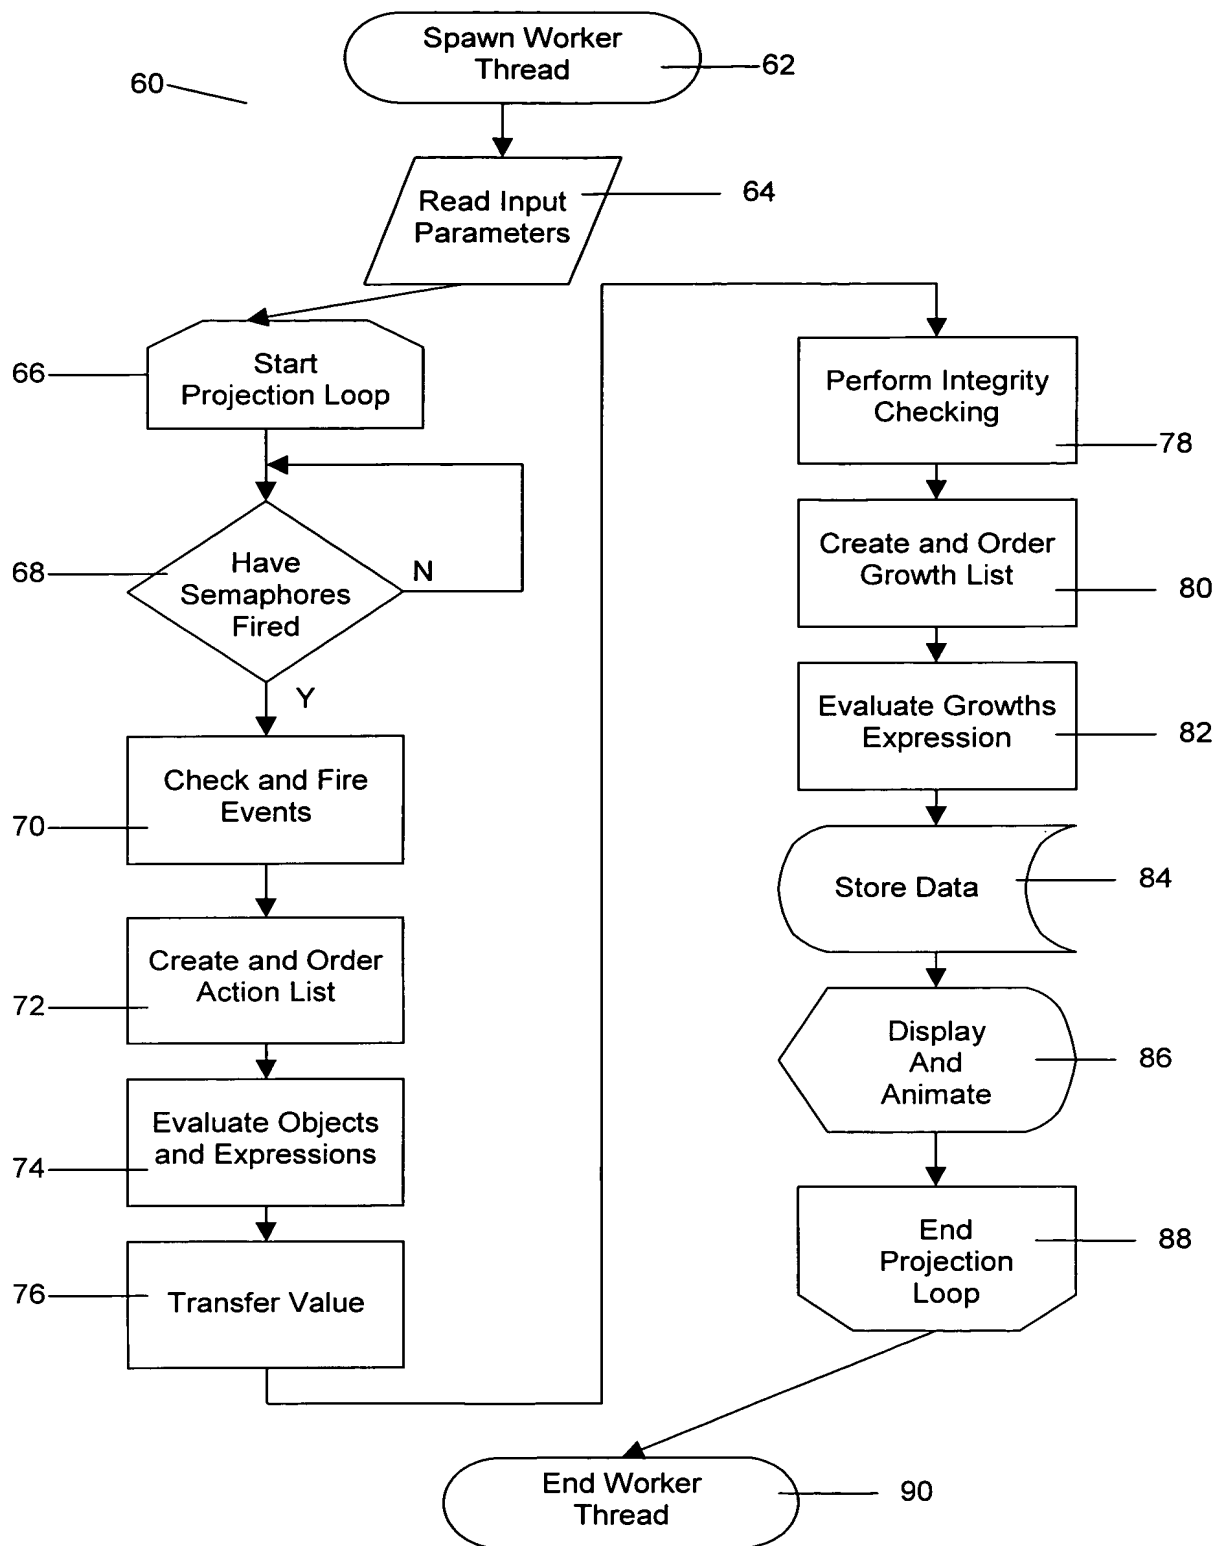 Spawn Worker
Thread
62
60
Read Input
Parameters
64
Start
Projection Loop
66
Have
Semaphores
Fired
68
N
Y
Check and Fire
Events
70
Create and Order
Action List
72
Evaluate Objects
and Expressions
74
Transfer Value
76
Perform Integrity
Checking
78
Create and Order
Growth List
80
Evaluate Growths
Expression
82
Store Data
84
Display
And
Animate
86
End
Projection
Loop
88
End Worker
Thread
90